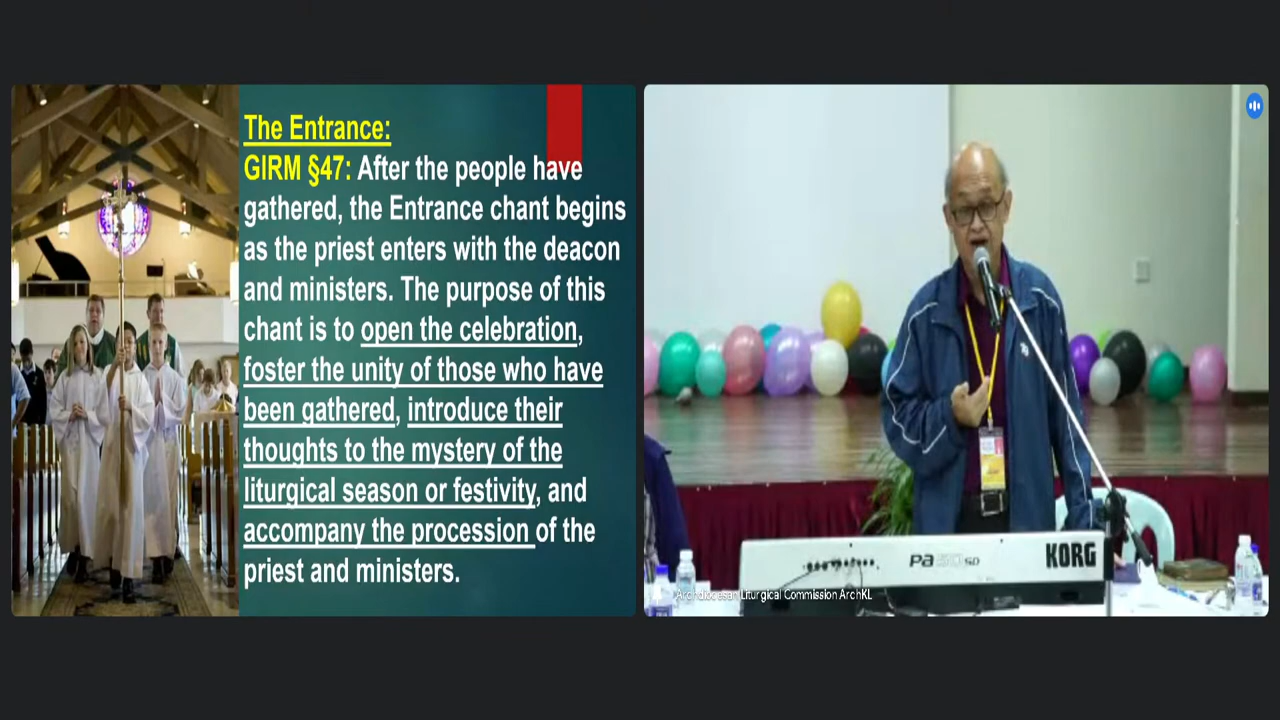 The Entrance:
GIRM §47: After the people have
gathered, the Entrance chant begins
as the priest enters with the deacon
and ministers. The purpose of this
chant is to open the celebration,
foster the unity of those who have
been gathered, introduce their
thoughts to the mystery of the
liturgical season or festivity, and
accompany the procession of the
priest and ministers.
Pa50SD KORG
Archdiocesan Liturgical Commission ArchKL